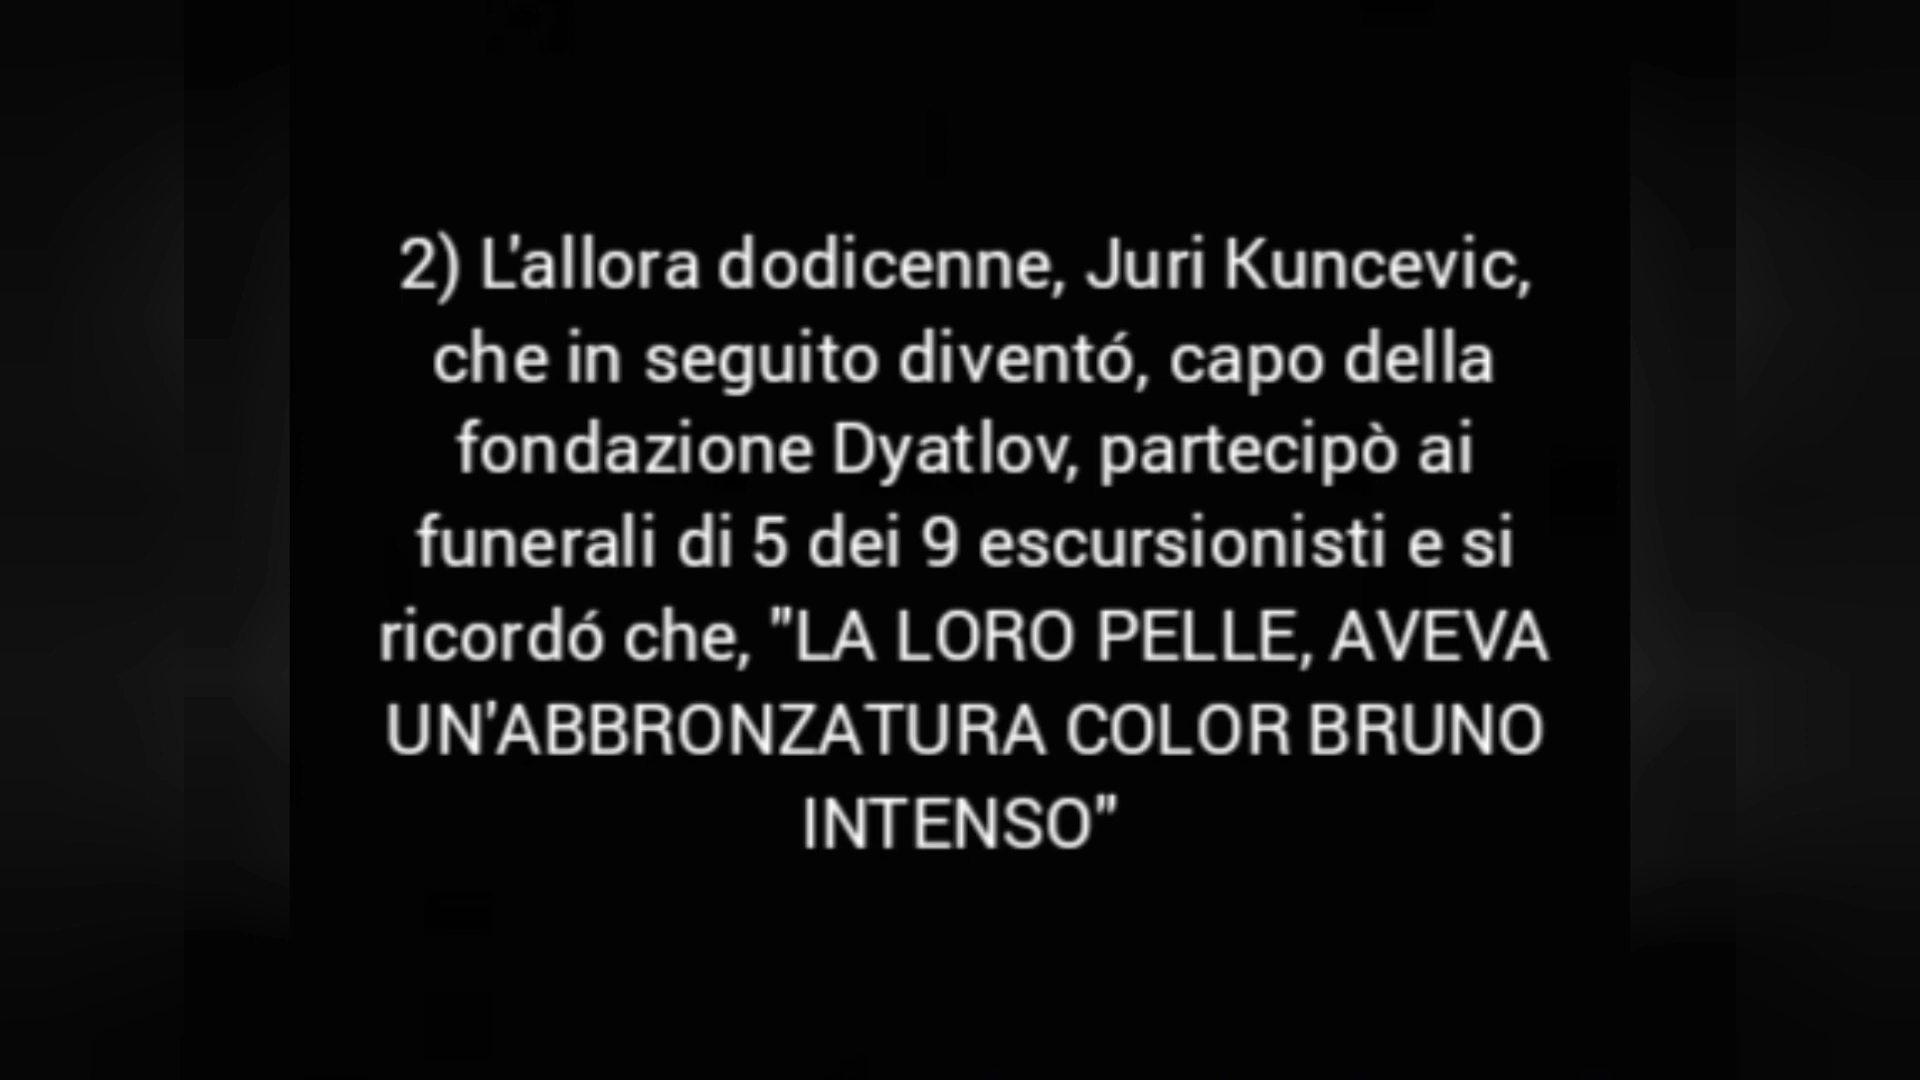 2) L'allora dodicenne, Juri Kuncevic,
che in seguito diventó, capo della
fondazione Dyatlov, partecipò ai
funerali di 5 dei 9 escursionisti e si
ricordó che, "LA LORO PELLE, AVEVA
UN'ABBRONZATURA COLOR BRUNO
INTENSO"